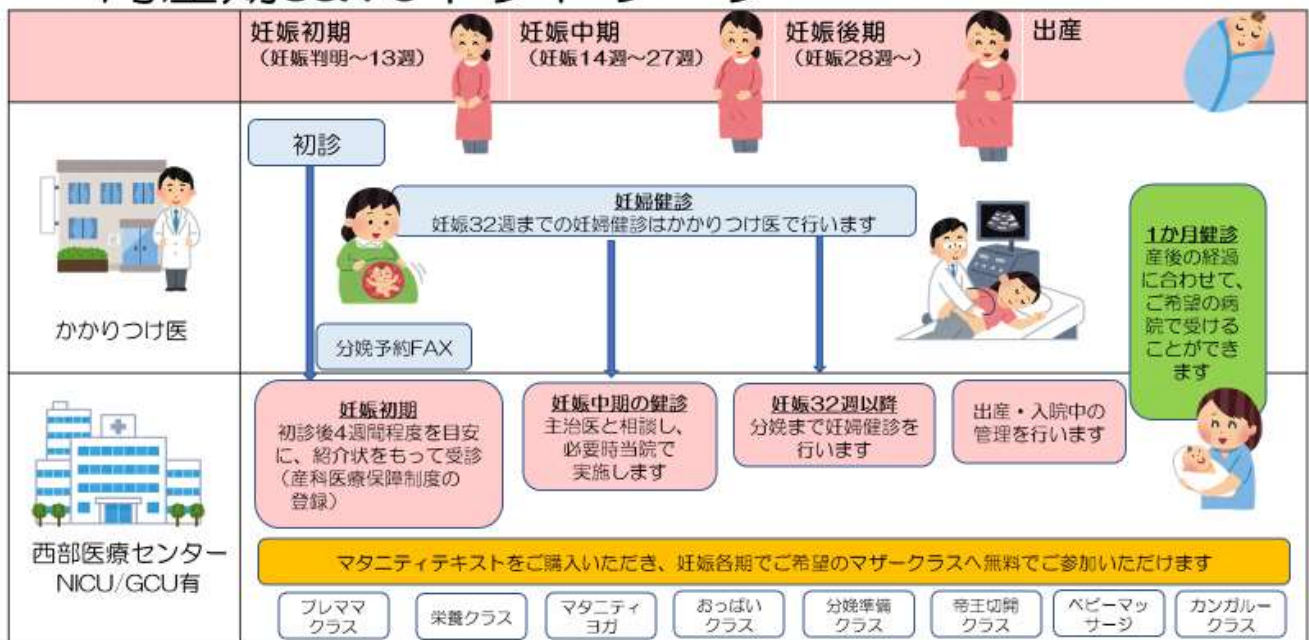 妊娠初期
(妊娠判明～13週)
妊娠中期
(妊娠14週～27週)
妊娠後期
(妊娠28週～)
出産
かかりつけ医
初診
妊婦健診
妊娠32週までの妊婦健診はかかりつけ医で行います
分娩予約FAX
1か月健診
産後の経過
に合わせて、
ご希望の病
院で受ける
ことができ
ます
西部医療センター
NICU/GCU有
妊娠初期
初診後4週間程度を目安
に、紹介状をもって受診
(産科医療保障制度の
登録)
妊娠中期の健診
主治医と相談し、
必要時当院で
実施します
妊娠32週以降
分娩まで妊婦健診を
行います
出産・入院中の
管理を行います
マタニティテキストをご購入いただき、妊娠各期でご希望のマザークラスへ無料でご参加いただけます
プレママ
クラス
栄養クラス
マタニティ
ヨガ
おっぱい
クラス
分娩準備
クラス
帝王切開
クラス
ベビーマッ
サージ
カンガルー
クラス